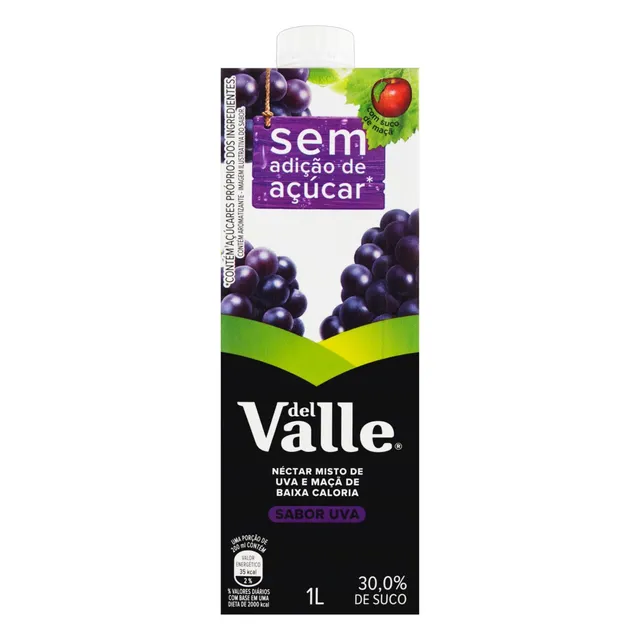 *CONTÉM AÇÚCARES PRÓPRIOS DOS INGREDIENTES.
CONTÉM AROMATIZANTE - IMAGEM ILUSTRATIVA DO SABOR.
com suco
de maçã
sem
adição de
açúcar*
del
Valle®
NÉCTAR MISTO DE
UVA E MAÇÃ DE
BAIXA CALORIA
SABOR UVA
UMA PORÇÃO DE
200 ml CONTÉM
VALOR
ENERGÉTICO
35 kcal
2%
% VALORES DIÁRIOS
COM BASE EM UMA
DIETA DE 2000 kcal
1L
30,0%
DE SUCO